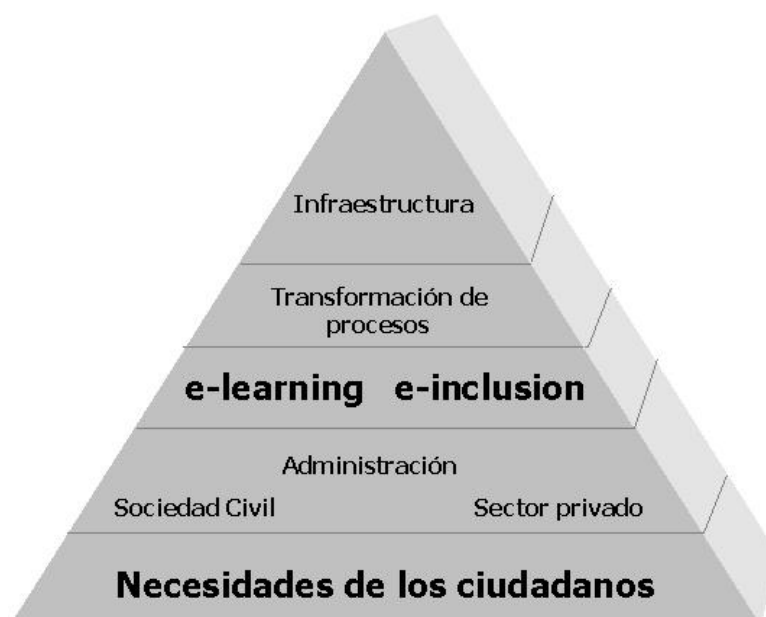 Infraestructura
Transformación de
procesos
e-learning e-inclusion
Administración
Sociedad Civil Sector privado
Necesidades de los ciudadanos